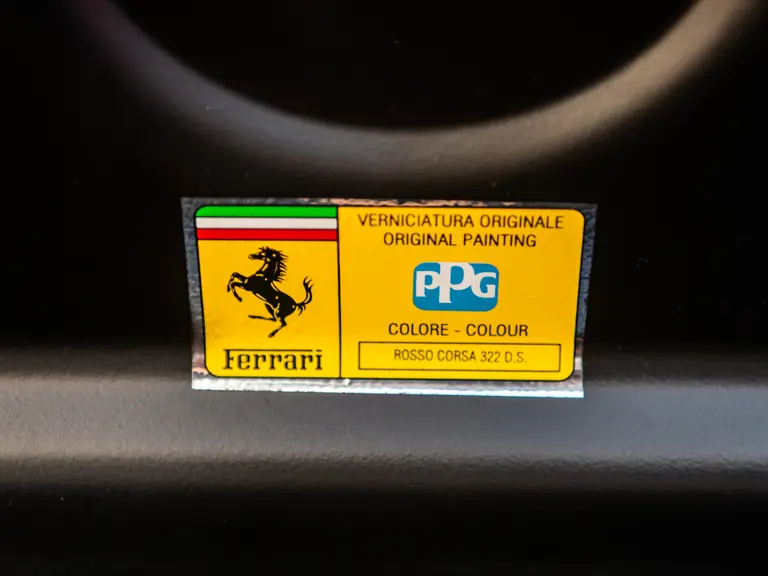 Ferrari
VERNICIATURA ORIGINALE
ORIGINAL PAINTING
PPG
COLORE - COLOUR
ROSSO CORSA 322 D.S.